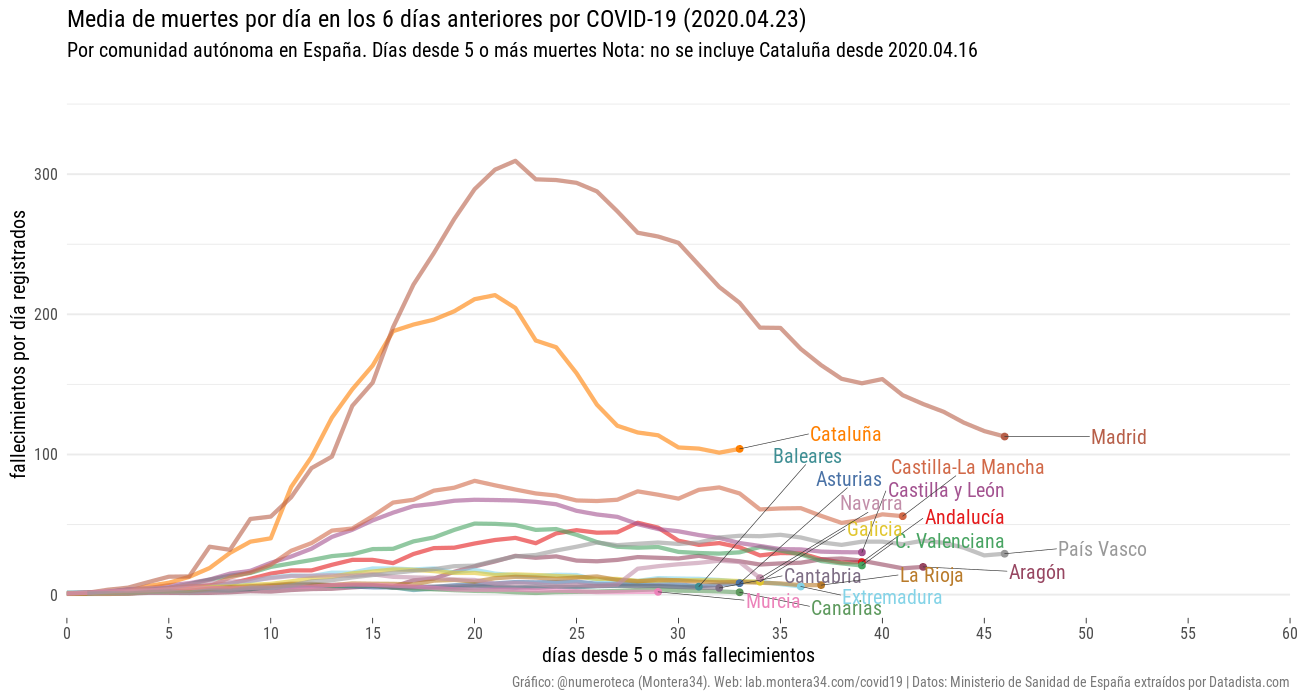 Media de muertes por día en los 6 días anteriores por COVID-19 (2020.04.23)
Por comunidad autónoma en España. Días desde 5 o más muertes Nota: no se incluye Cataluña desde 2020.04.16
fallecimientos por día registrados
300
200
100
0
Cataluña
Madrid
Baleares
Castilla-La Mancha
Asturias
Castilla y León
Navarra
Andalucía
Galicia
C. Valenciana
País Vasco
Cantabria
La Rioja
Aragón
Extremadura
Murcia
Canarias
0 5 10 15 20 25 30 35 40 45 50 55 60
días desde 5 o más fallecimientos
Gráfico: @numeroteca (Montera34). Web: lab.montera34.com/covid19 | Datos: Ministerio de Sanidad de España extraídos por Datadista.com